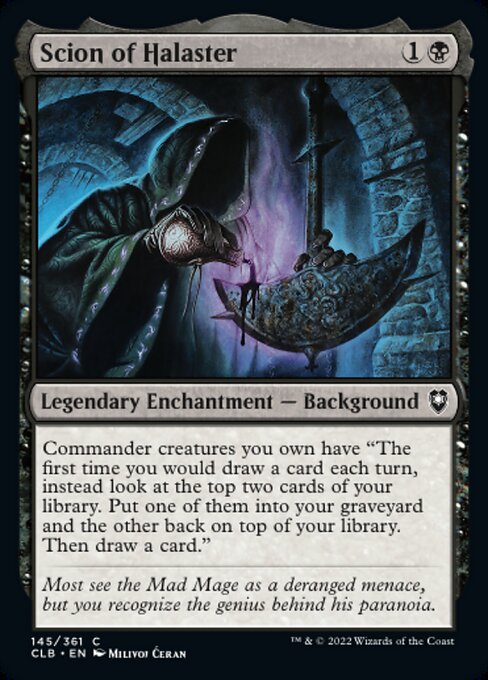 Scion of Halaster 1
Legendary Enchantment — Background
Commander creatures you own have “The
first time you would draw a card each turn,
instead look at the top two cards of your
library. Put one of them into your graveyard
and the other back on top of your library.
Then draw a card.”
Most see the Mad Mage as a deranged menace,
but you recognize the genius behind his paranoia.
145/361 C ™ & © 2022 Wizards of the Coast
CLB • EN Milivoj Ćeran